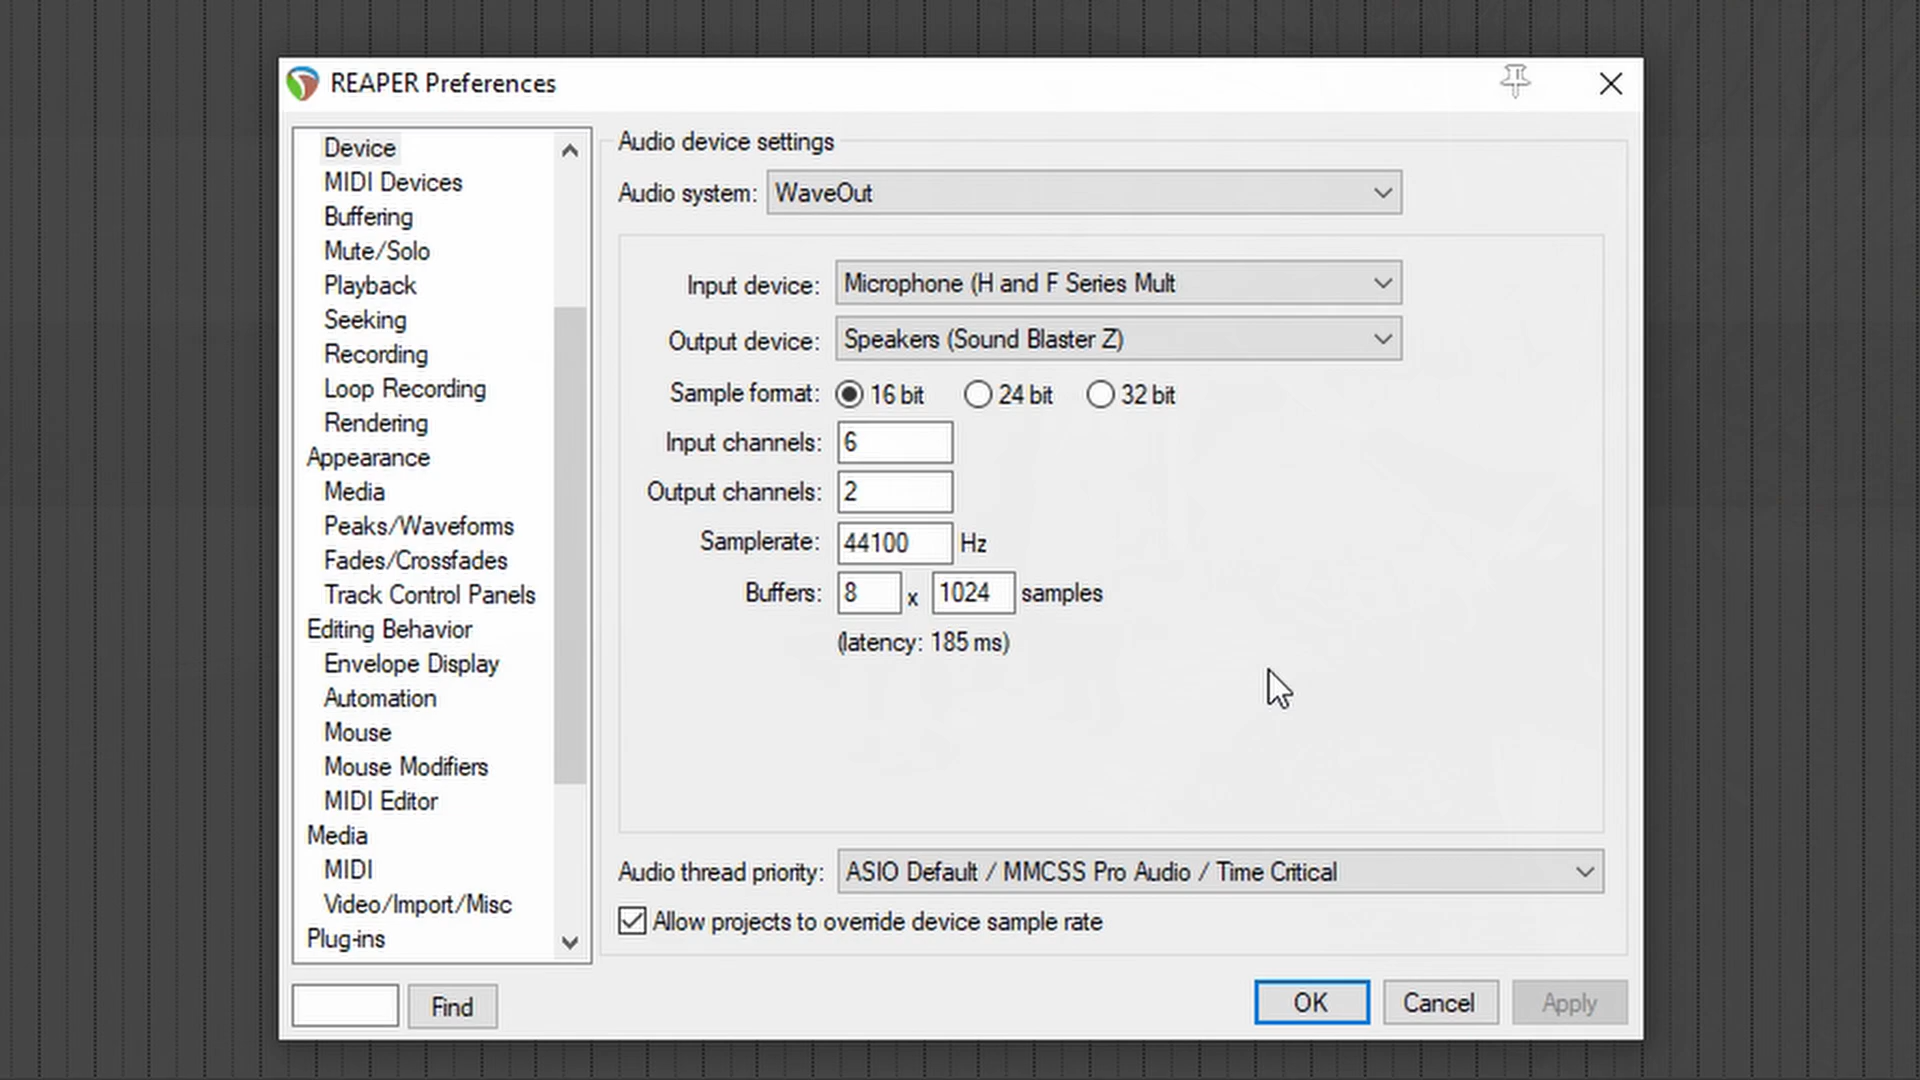 REAPER Preferences
Device
MIDI Devices
Buffering
Mute/Solo
Playback
Seeking
Recording
Loop Recording
Rendering
Appearance
Media
Peaks/Waveforms
Fades/Crossfades
Track Control Panels
Editing Behavior
Envelope Display
Automation
Mouse
Mouse Modifiers
MIDI Editor
Media
MIDI
Video/Import/Misc
Plug-ins
Find
Audio device settings
Audio system: WaveOut
Input device: Microphone (H and F Series Mult
Output device: Speakers (Sound Blaster Z)
Sample format: 16 bit 24 bit 32 bit
Input channels: 6
Output channels: 2
Samplerate: 44100 Hz
Buffers: 8 x 1024 samples
(latency: 185 ms)
Audio thread priority: ASIO Default / MMCSS Pro Audio / Time Critical
Allow projects to override device sample rate
OK Cancel Apply